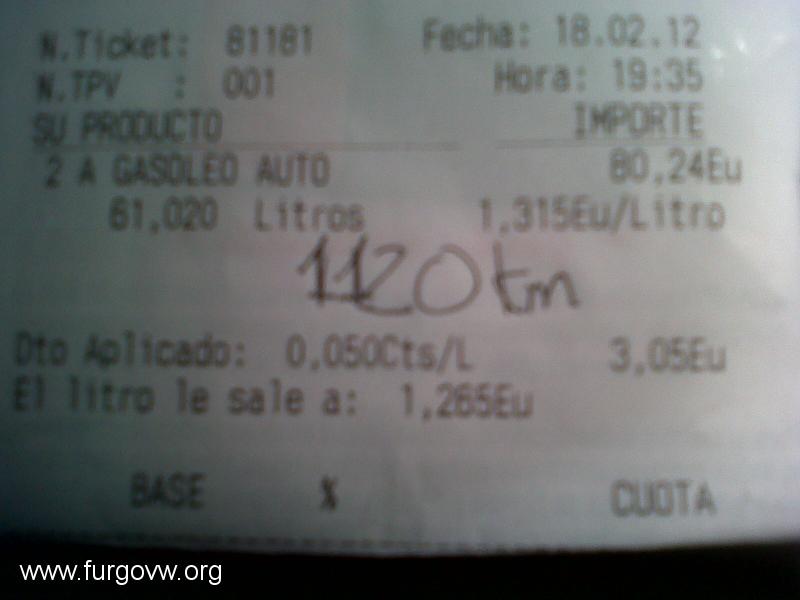 N.Ticket: 81181 Fecha: 18.02.12
N.TPV : 001 Hora: 19:35
SU PRODUCTO IMPORTE
2 A GASOLEO AUTO 80,24Eu
61,020 Litros 1,315Eu/Litro
1120 km
Dto Aplicado: 0,050Cts/L 3,05Eu
El litro le sale a: 1,265Eu
BASE % CUOTA
www.furgovw.org